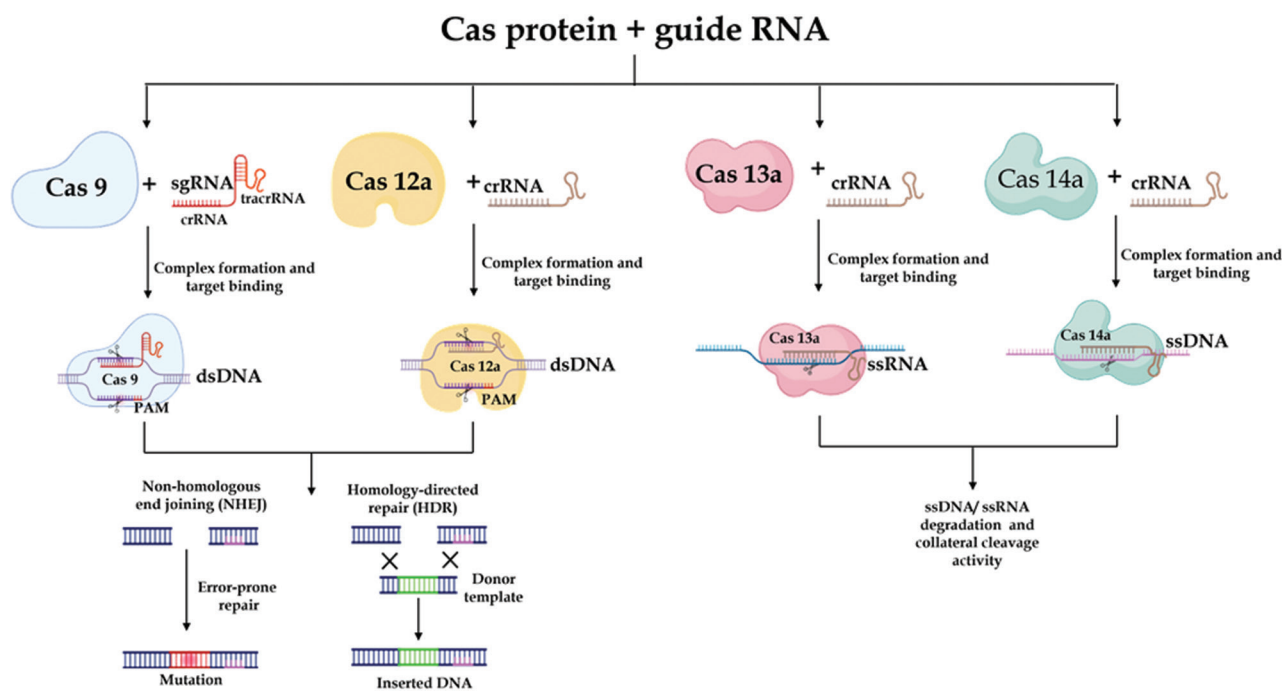 Cas protein + guide RNA
Cas 9
+
sgRNA
tracrRNA
crRNA
Cas 12a
+
crRNA
Cas 13a
+
crRNA
Cas 14a
+
crRNA
Complex formation and
target binding
Complex formation and
target binding
Complex formation and
target binding
Complex formation and
target binding
Cas 9
dsDNA
PAM
Cas 12a
dsDNA
PAM
Cas 13a
ssRNA
Cas 14a
ssDNA
Non-homologous
end joining (NHEJ)
Error-prone
repair
Mutation
Homology-directed
repair (HDR)
Donor
template
Inserted DNA
ssDNA/ ssRNA
degradation and
collateral cleavage
activity